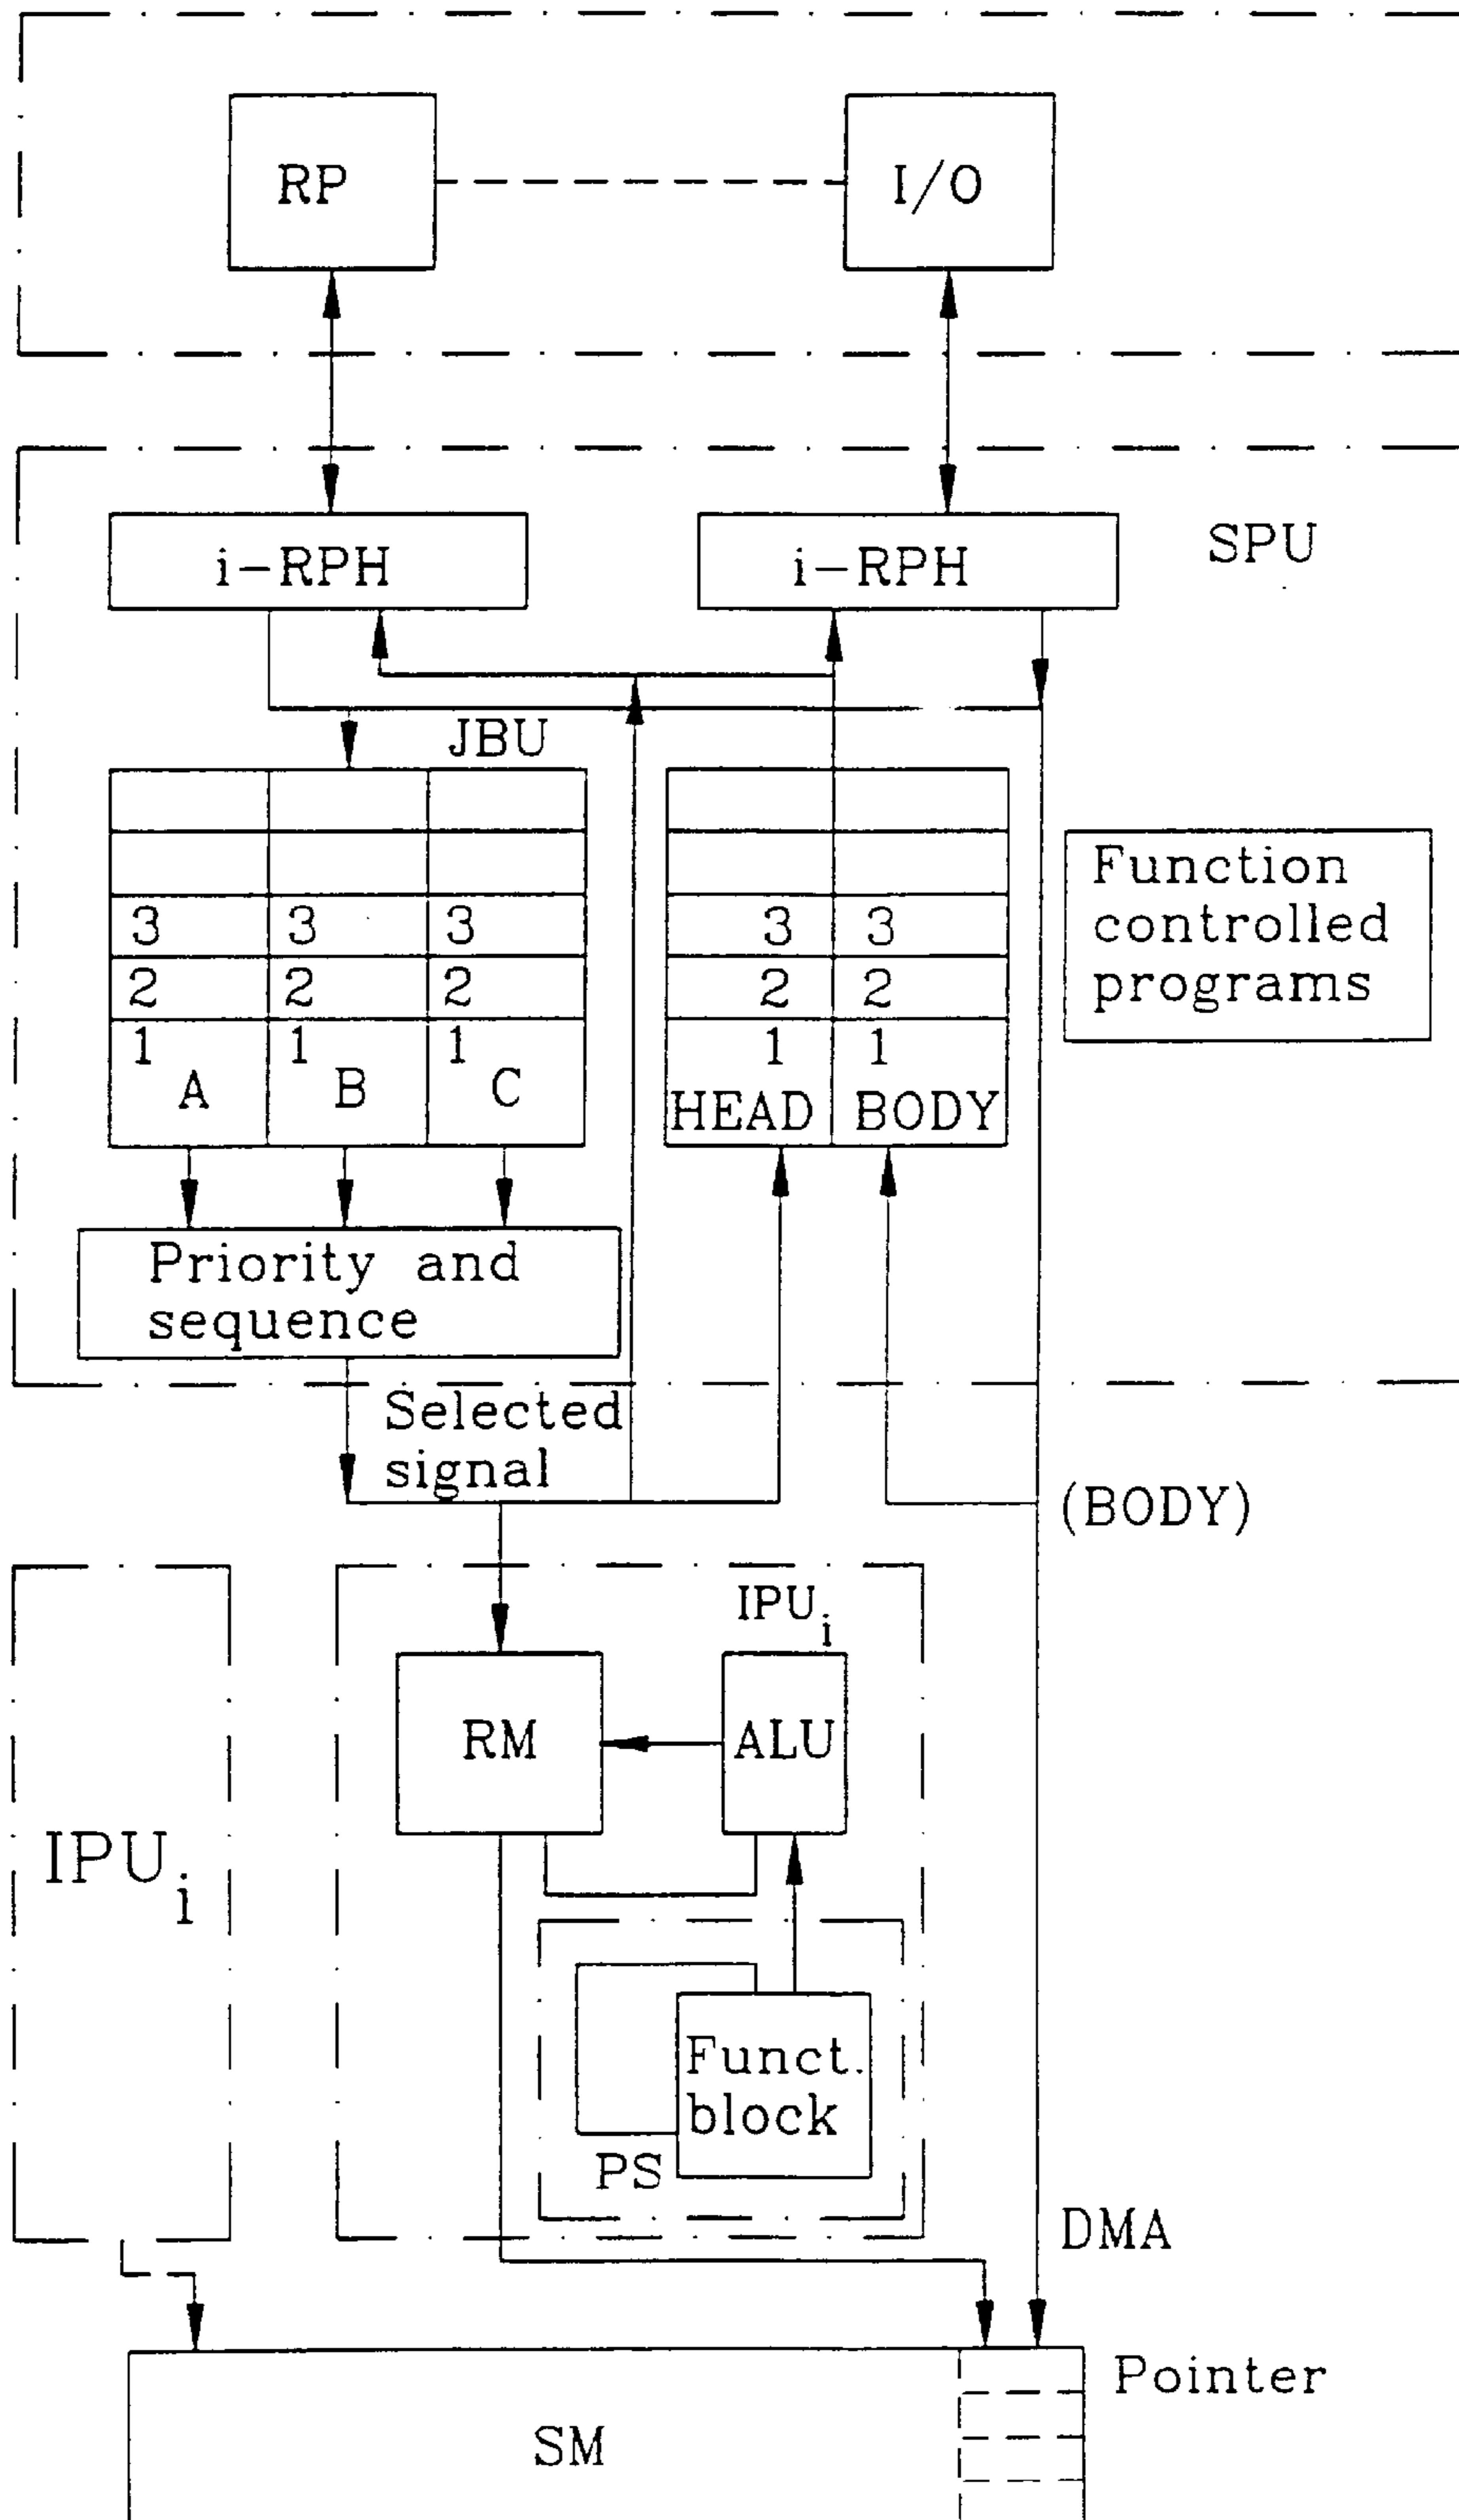 RP
I/O
i-RPH
i-RPH
SPU
JBU
3 3 3
2 2 2
1 1 1
A B C
3 3
2 2
1 1
HEAD BODY
Function
controlled
programs
Priority and
sequence
Selected
signal
(BODY)
IPUi
IPUi
RM
ALU
Funct.
block
PS
DMA
Pointer
SM